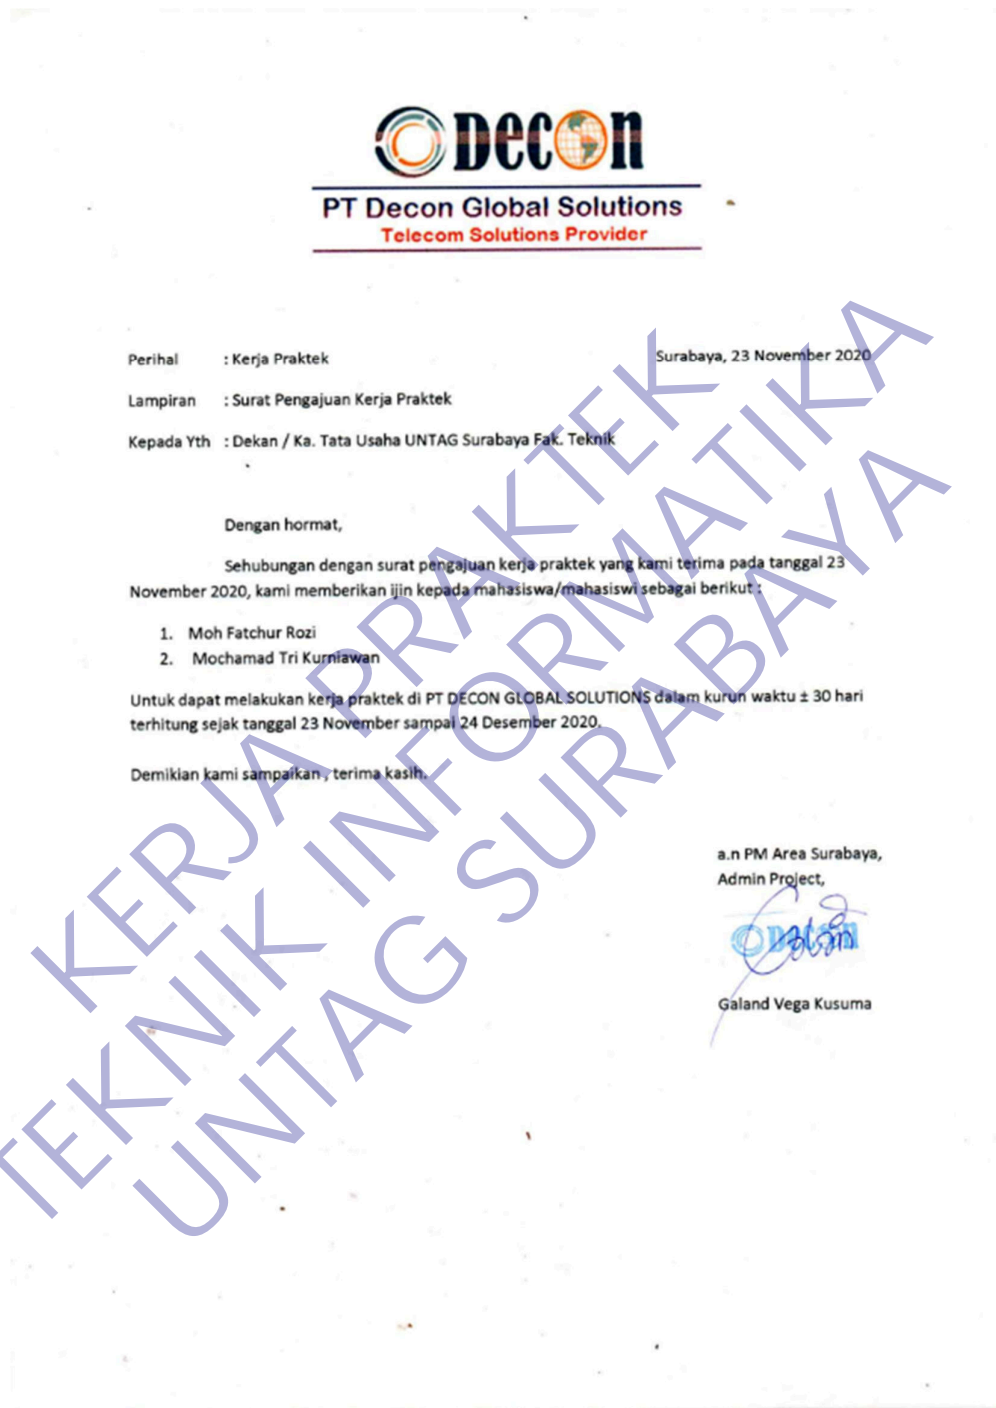 Decon
PT Decon Global Solutions
Telecom Solutions Provider
Perihal : Kerja Praktek Surabaya, 23 November 2020
Lampiran : Surat Pengajuan Kerja Praktek
Kepada Yth : Dekan / Ka. Tata Usaha UNTAG Surabaya Fak. Teknik
Dengan hormat,
Sehubungan dengan surat pengajuan kerja praktek yang kami terima pada tanggal 23
November 2020, kami memberikan ijin kepada mahasiswa/mahasiswi sebagai berikut :
1. Moh Fatchur Rozi
2. Mochamad Tri Kurniawan
Untuk dapat melakukan kerja praktek di PT DECON GLOBAL SOLUTIONS dalam kurun waktu ± 30 hari
terhitung sejak tanggal 23 November sampai 24 Desember 2020.
Demikian kami sampaikan , terima kasih.
a.n PM Area Surabaya,
Admin Project,
DECON
Galand Vega Kusuma
KERJA PRAKTEK
TEKNIK INFORMATIKA
UNTAG SURABAYA